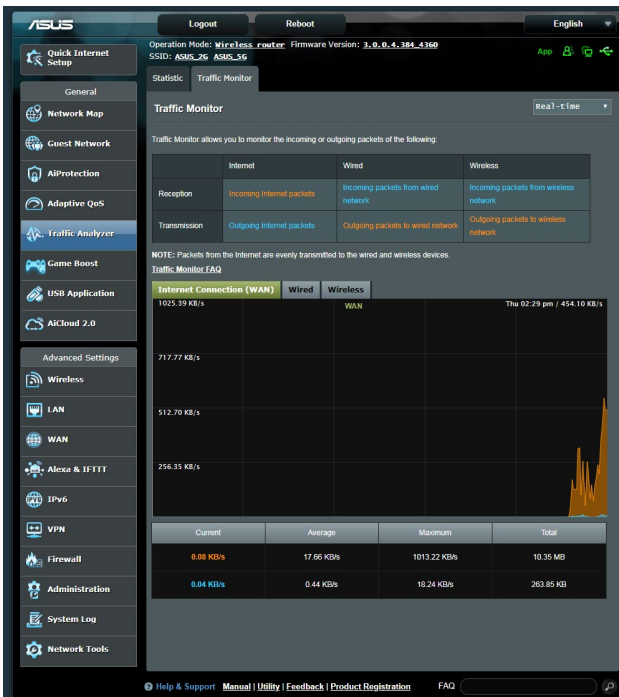 ASUS
Logout
Reboot
English
Quick Internet
Setup
Operation Mode: Wireless router Firmware Version: 3.0.0.4.384_4360
SSID: ASUS_2G ASUS_5G
App
Statistic
Traffic Monitor
General
Network Map
Guest Network
AiProtection
Adaptive QoS
Traffic Analyzer
Game Boost
USB Application
AiCloud 2.0
Advanced Settings
Wireless
LAN
WAN
Alexa & IFTTT
IPv6
VPN
Firewall
Administration
System Log
Network Tools
Traffic Monitor
Real-time
Traffic Monitor allows you to monitor the incoming or outgoing packets of the following:
Internet
Wired
Wireless
Reception
Incoming Internet packets
Incoming packets from wired
network
Incoming packets from wireless
network
Transmission
Outgoing Internet packets
Outgoing packets to wired network
Outgoing packets to wireless
network
NOTE: Packets from the Internet are evenly transmitted to the wired and wireless devices.
Traffic Monitor FAQ
Internet Connection (WAN)
Wired
Wireless
1025.39 KB/s
WAN
Thu 02:29 pm / 454.10 KB/s
717.77 KB/s
512.70 KB/s
256.35 KB/s
Current
Average
Maximum
Total
0.08 KB/s
17.66 KB/s
1013.22 KB/s
10.35 MB
0.04 KB/s
0.44 KB/s
18.24 KB/s
263.85 KB
Help & Support Manual | Utility | Feedback | Product Registration
FAQ